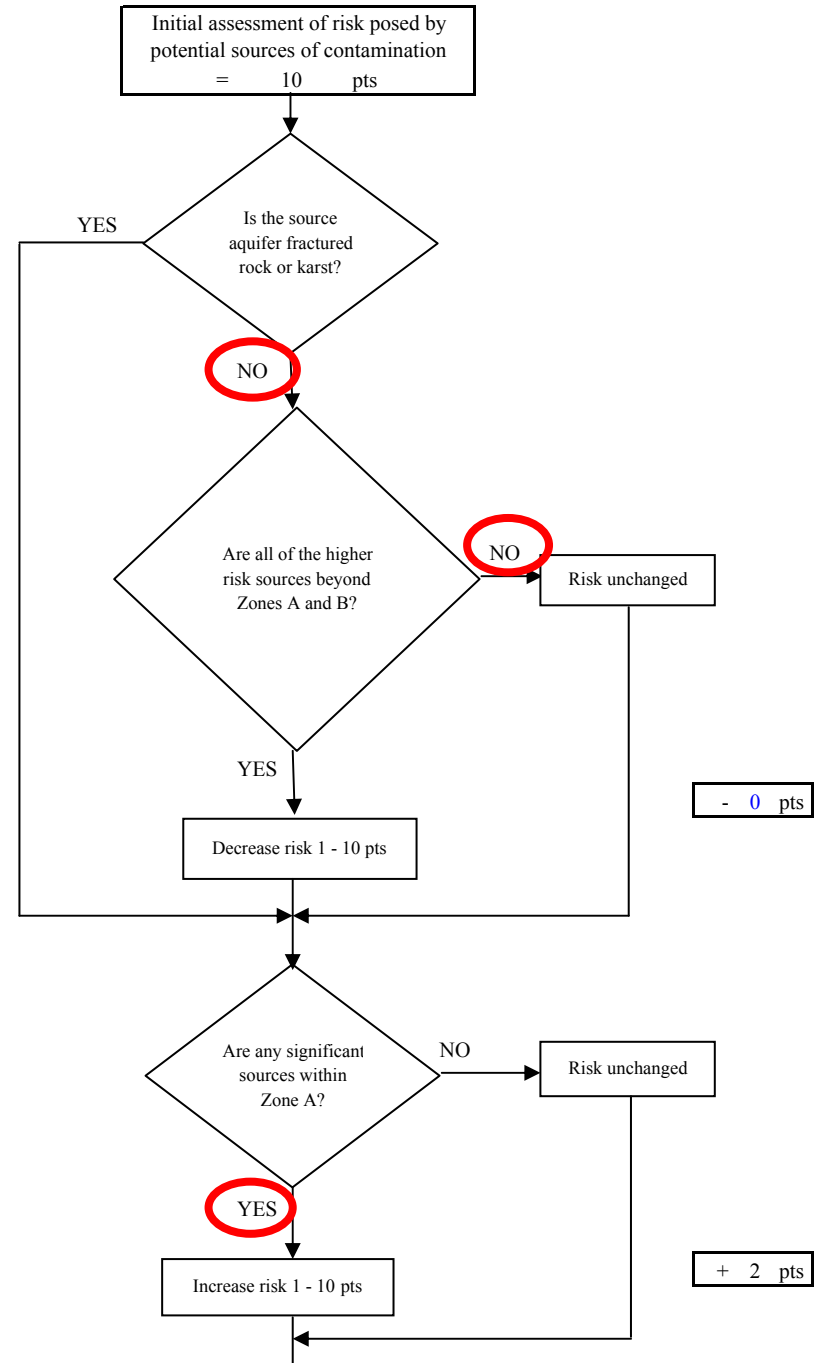 Initial assessment of risk posed by
potential sources of contamination
= 10 pts
YES
Is the source
aquifer fractured
rock or karst?
NO
Are all of the higher
risk sources beyond
Zones A and B?
NO
Risk unchanged
YES
- 0 pts
Decrease risk 1 - 10 pts
Are any significant
sources within
Zone A?
NO
Risk unchanged
YES
Increase risk 1 - 10 pts
+ 2 pts